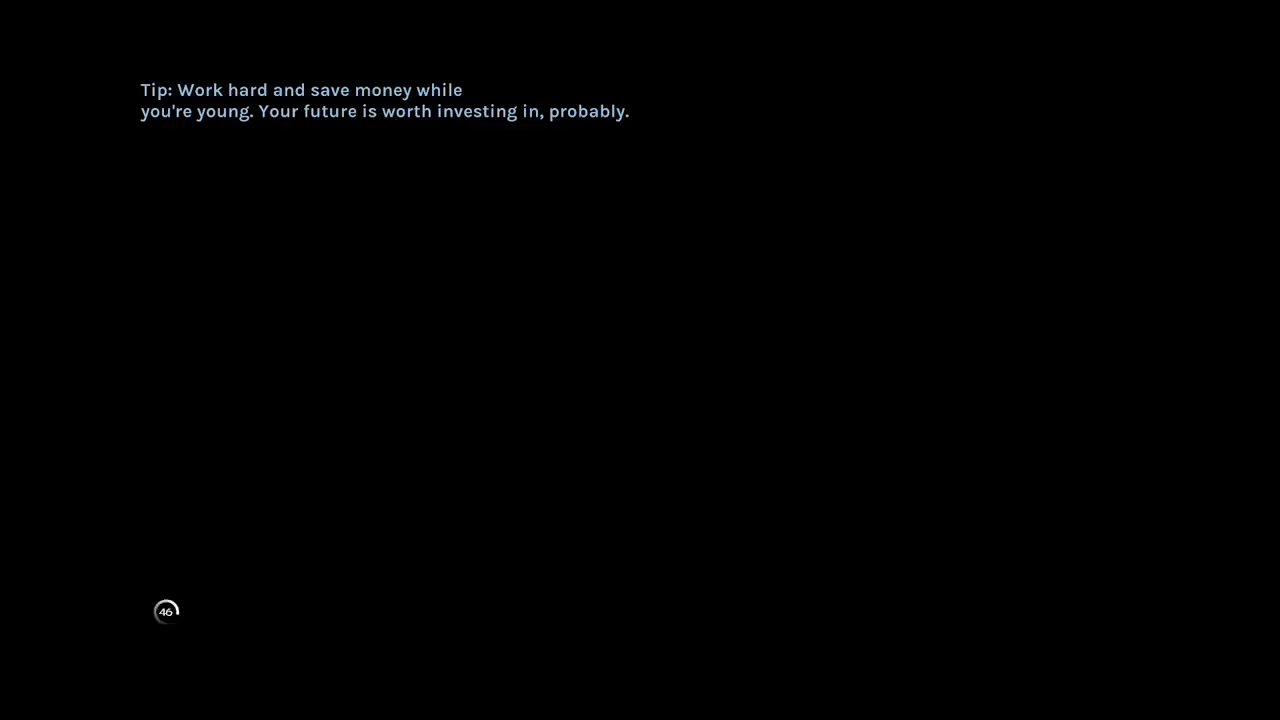 Tip: Work hard and save money while
you're young. Your future is worth investing in, probably.
46